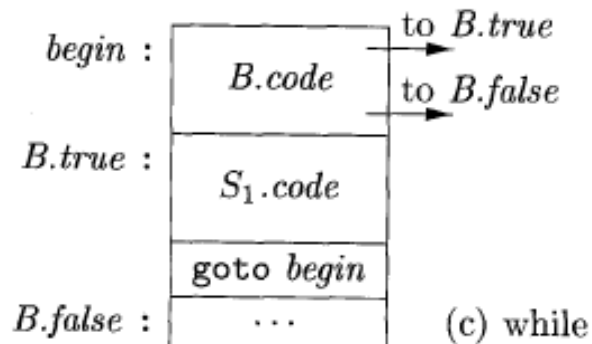 to B.true
begin :
B.code
to B.false
B.true :
S₁.code
goto begin
B.false :
...
(c) while